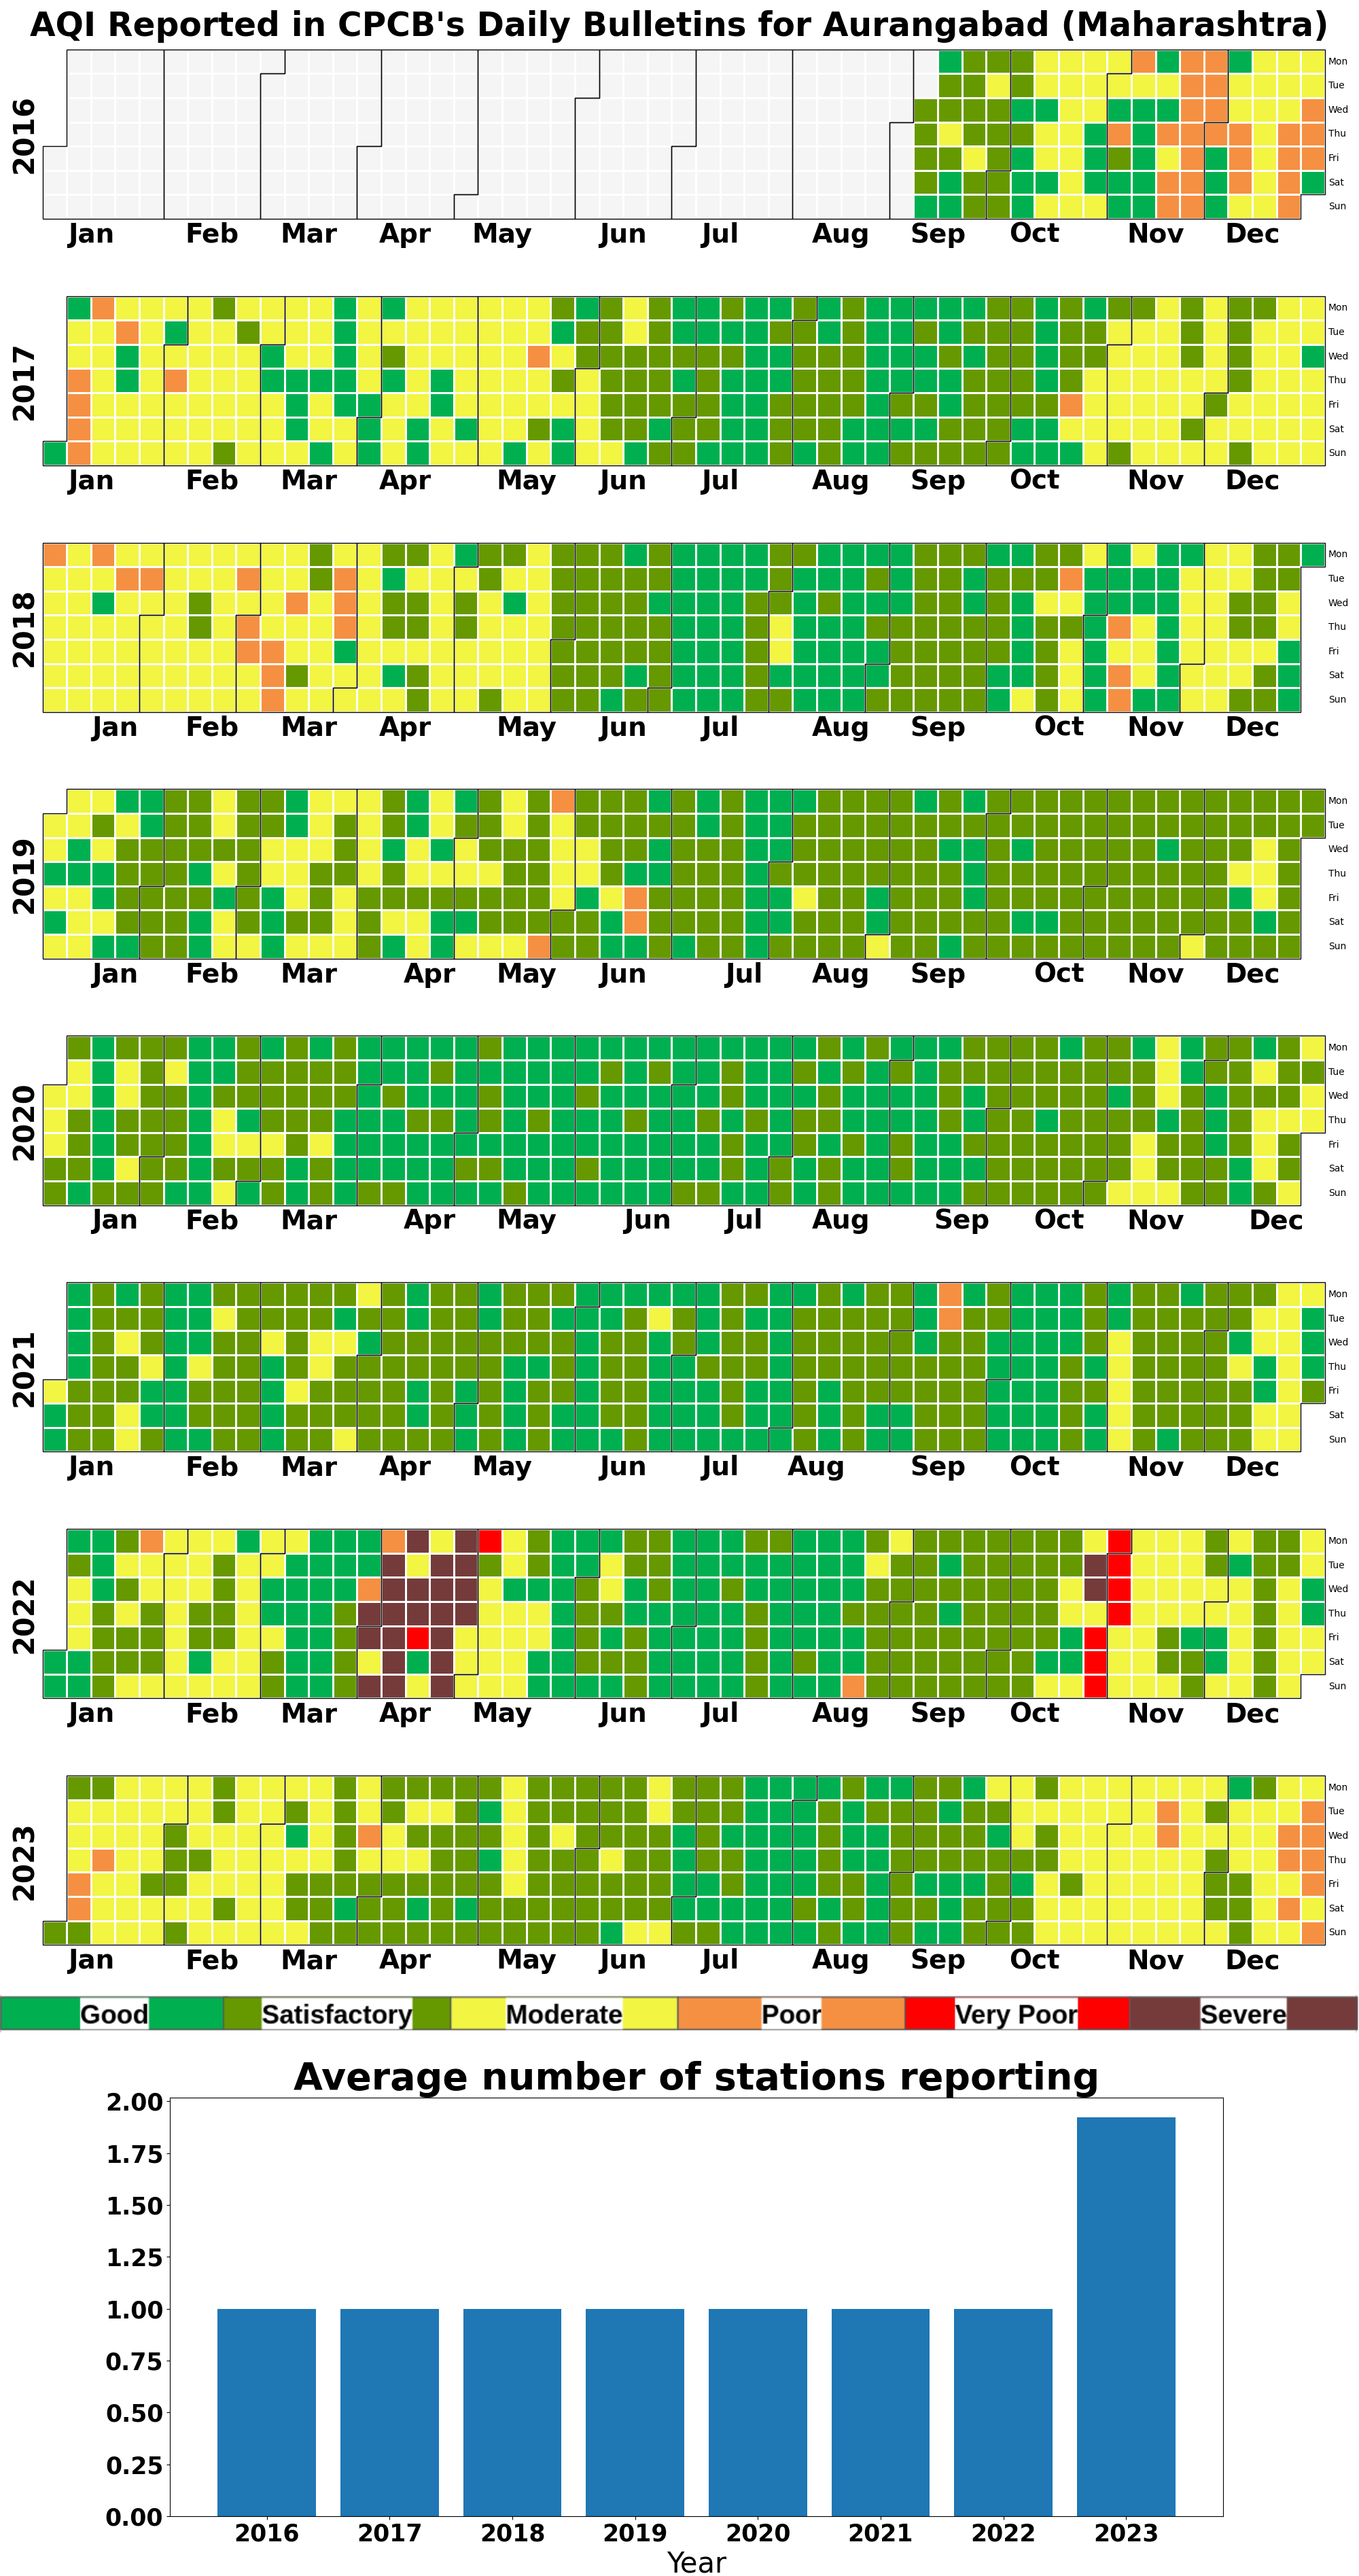 AQI Reported in CPCB's Daily Bulletins for Aurangabad (Maharashtra)
2016
Mon
Tue
Wed
Thu
Fri
Sat
Sun
Jan Feb Mar Apr May Jun Jul Aug Sep Oct Nov Dec
2017
Mon
Tue
Wed
Thu
Fri
Sat
Sun
Jan Feb Mar Apr May Jun Jul Aug Sep Oct Nov Dec
2018
Mon
Tue
Wed
Thu
Fri
Sat
Sun
Jan Feb Mar Apr May Jun Jul Aug Sep Oct Nov Dec
2019
Mon
Tue
Wed
Thu
Fri
Sat
Sun
Jan Feb Mar Apr May Jun Jul Aug Sep Oct Nov Dec
2020
Mon
Tue
Wed
Thu
Fri
Sat
Sun
Jan Feb Mar Apr May Jun Jul Aug Sep Oct Nov Dec
2021
Mon
Tue
Wed
Thu
Fri
Sat
Sun
Jan Feb Mar Apr May Jun Jul Aug Sep Oct Nov Dec
2022
Mon
Tue
Wed
Thu
Fri
Sat
Sun
Jan Feb Mar Apr May Jun Jul Aug Sep Oct Nov Dec
2023
Mon
Tue
Wed
Thu
Fri
Sat
Sun
Jan Feb Mar Apr May Jun Jul Aug Sep Oct Nov Dec
Good Satisfactory Moderate Poor Very Poor Severe
Average number of stations reporting
2.00
1.75
1.50
1.25
1.00
0.75
0.50
0.25
0.00
2016 2017 2018 2019 2020 2021 2022 2023
Year